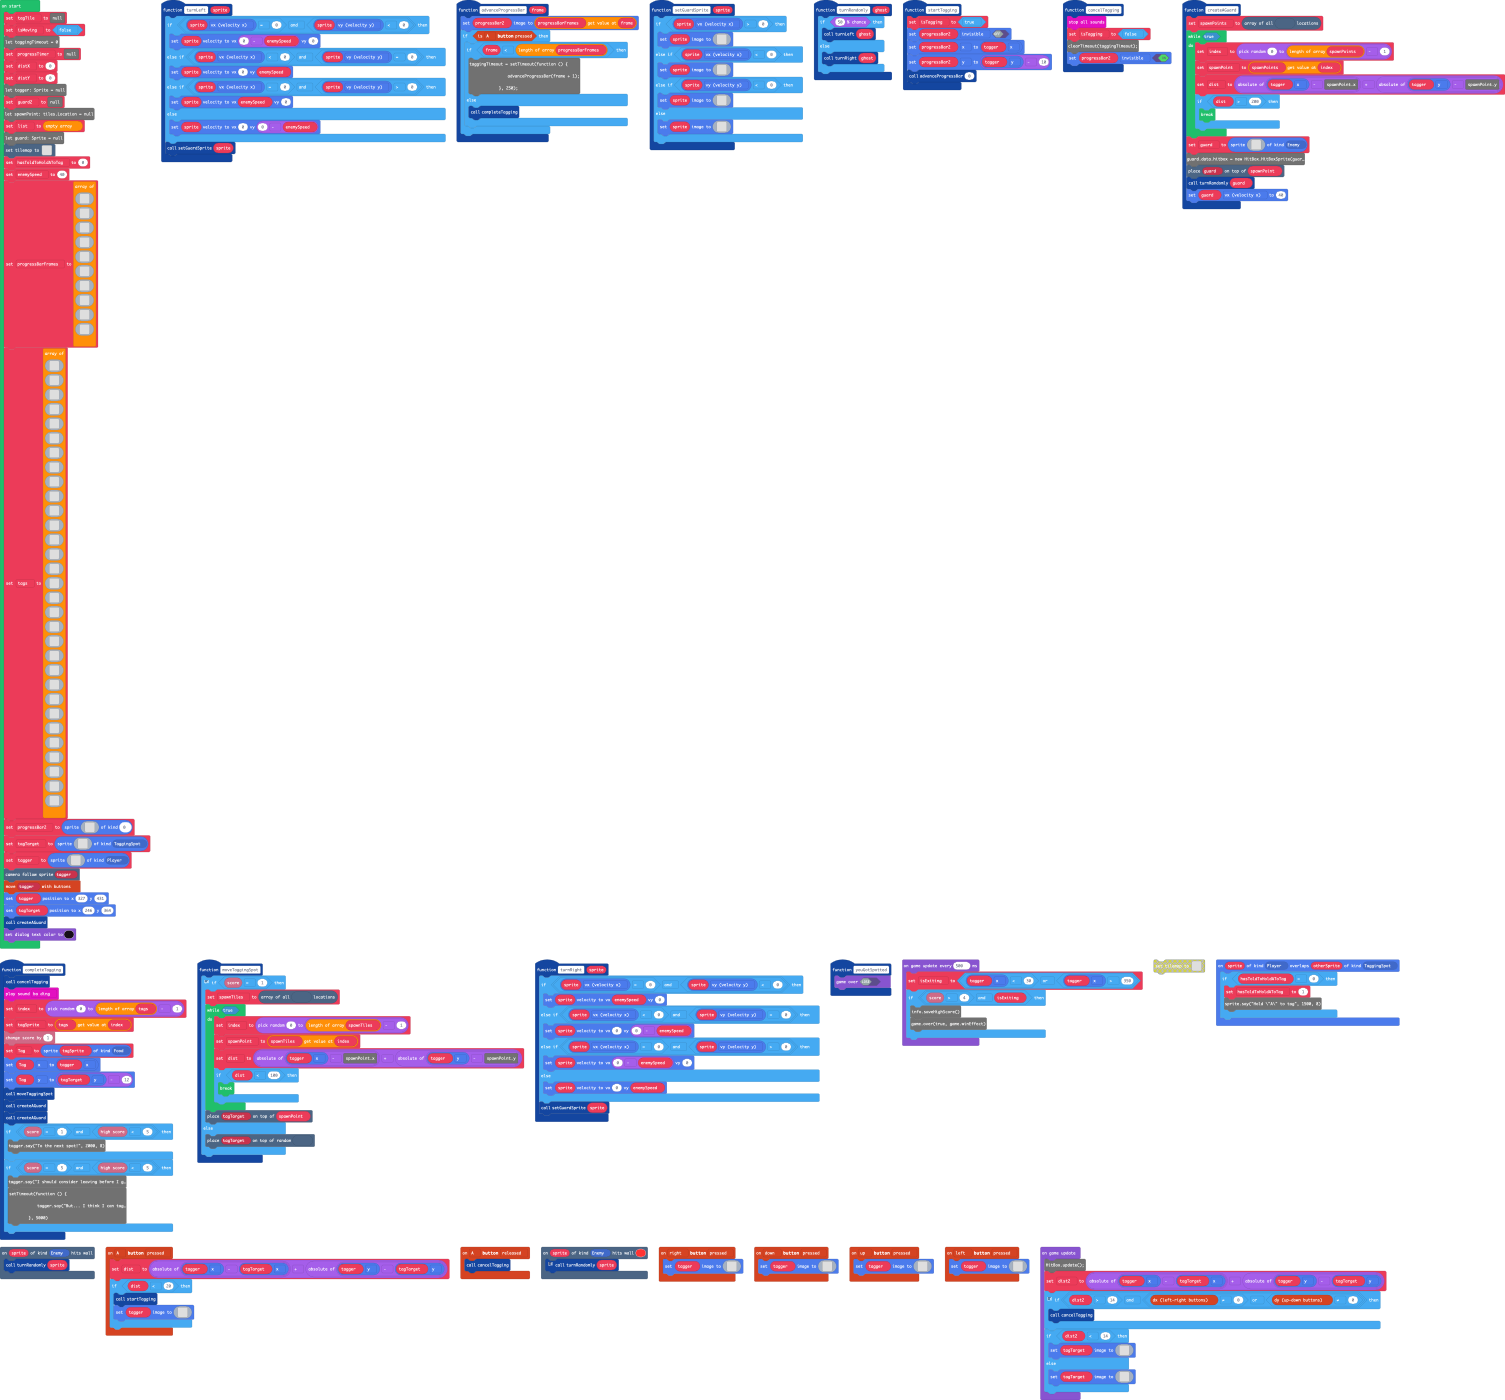 on start
set tagTile to null
set isMoving to false
let taggingTimeout = 0
set progressTimer to null
set distX to 0
set distY to 0
let tagger: Sprite = null
set guard2 to null
let spawnPoint: tiles.Location = null
set list to empty array
let guard: Sprite = null
set tilemap to
set hasToldToHoldBToTag to 0
set enemySpeed to 50
array of
set progressBarFrames to
array of
set tags to
set progressBar2 to sprite of kind 0
set tagTarget to sprite of kind TaggingSpot
set tagger to sprite of kind Player
camera follow sprite tagger
move tagger with buttons
set tagger position to x 327 y 431
set tagTarget position to x 246 y 364
call createAGuard
set dialog text color to
function turnLeft sprite
if sprite vx (velocity x) = 0 and sprite vy (velocity y) < 0 then
set sprite velocity to vx 0 - enemySpeed vy 0
else if sprite vx (velocity x) < 0 and sprite vy (velocity y) = 0 then
set sprite velocity to vx 0 vy enemySpeed
else if sprite vx (velocity x) = 0 and sprite vy (velocity y) > 0 then
set sprite velocity to vx enemySpeed vy 0
else
set sprite velocity to vx 0 vy 0 - enemySpeed
call setGuardSprite sprite
function advanceProgressBar frame
set progressBar2 image to progressBarFrames get value at frame
if is A button pressed then
if frame < length of array progressBarFrames then
taggingTimeout = setTimeout(function () {
advanceProgressBar(frame + 1);
}, 250);
else
call completeTagging
function setGuardSprite sprite
if sprite vx (velocity x) > 0 then
set sprite image to
else if sprite vx (velocity x) < 0 then
set sprite image to
else if sprite vy (velocity y) > 0 then
set sprite image to
else
set sprite image to
function turnRandomly ghost
if 50 % chance then
call turnLeft ghost
else
call turnRight ghost
function startTagging
set isTagging to true
set progressBar2 invisible
set progressBar2 x to tagger x
set progressBar2 y to tagger y - 10
call advanceProgressBar 0
function cancelTagging
stop all sounds
set isTagging to false
clearTimeout(taggingTimeout);
set progressBar2 invisible
function createAGuard
set spawnPoints to array of all locations
while true
do
set index to pick random 0 to length of array spawnPoints - 1
set spawnPoint to spawnPoints get value at index
set dist to absolute of tagger x - spawnPoint.x + absolute of tagger y - spawnPoint.y
if dist > 200 then
break
set guard to sprite of kind Enemy
guard.data.hitbox = new HitBox.HitBoxSprite(guar…
place guard on top of spawnPoint
call turnRandomly guard
set guard vx (velocity x) to 40
function completeTagging
call cancelTagging
play sound ba ding
set index to pick random 0 to length of array tags - 1
set tagSprite to tags get value at index
change score by 1
set Tag to sprite tagSprite of kind Food
set Tag x to tagger x
set Tag y to tagTarget y - 12
call moveTaggingSpot
call createAGuard
call createAGuard
if score = 1 and high score < 5 then
tagger.say("To the next spot!", 2000, 8)
if score = 5 and high score < 5 then
tagger.say("I should consider leaving before I g…
setTimeout(function () {
tagger.say("But... I think I can tag…
}, 5000)
function moveTaggingSpot
if score = 1 then
set spawnTiles to array of all locations
while true
do
set index to pick random 0 to length of array spawnTiles - 1
set spawnPoint to spawnTiles get value at index
set dist to absolute of tagger x - spawnPoint.x + absolute of tagger y - spawnPoint.y
if dist < 100 then
break
place tagTarget on top of spawnPoint
else
place tagTarget on top of random
function turnRight sprite
if sprite vx (velocity x) = 0 and sprite vy (velocity y) < 0 then
set sprite velocity to vx enemySpeed vy 0
else if sprite vx (velocity x) < 0 and sprite vy (velocity y) = 0 then
set sprite velocity to vx 0 vy 0 - enemySpeed
else if sprite vx (velocity x) = 0 and sprite vy (velocity y) > 0 then
set sprite velocity to vx 0 - enemySpeed vy 0
else
set sprite velocity to vx 0 vy enemySpeed
call setGuardSprite sprite
function youGotSpotted
game over
on game update every 500 ms
set isExiting to tagger x < 50 or tagger x > 750
if score > 4 and isExiting then
info.saveHighScore()
game.over(true, game.winEffect)
set tilemap to
on sprite of kind Player overlaps otherSprite of kind TaggingSpot
if hasToldToHoldBToTag = 0 then
set hasToldToHoldBToTag to 1
sprite.say("Hold \"A\" to tag", 1500, 8)
on sprite of kind Enemy hits wall
call turnRandomly sprite
on A button pressed
set dist to absolute of tagger x - tagTarget x + absolute of tagger y - tagTarget y
if dist < 20 then
call startTagging
set tagger image to
on A button released
call cancelTagging
on sprite of kind Enemy hits wall
call turnRandomly sprite
on right button pressed
set tagger image to
on down button pressed
set tagger image to
on up button pressed
set tagger image to
on left button pressed
set tagger image to
on game update
HitBox.update();
set dist2 to absolute of tagger x - tagTarget x + absolute of tagger y - tagTarget y
if dist2 < 16 and dx (left-right buttons) ≠ 0 or dy (up-down buttons) ≠ 0 then
call cancelTagging
if dist2 < 16 then
set tagTarget image to
else
set tagTarget image to